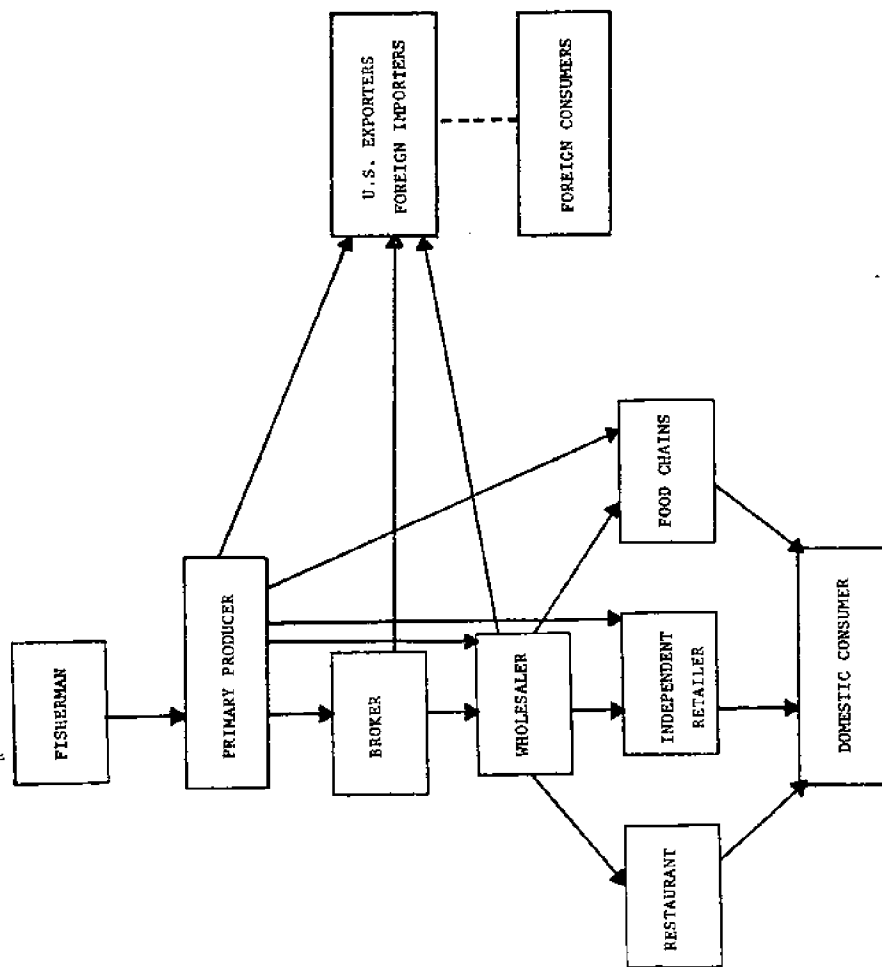 FISHERMAN
PRIMARY PRODUCER
BROKER
WHOLESALER
RESTAURANT
INDEPENDENT
RETAILER
FOOD CHAINS
DOMESTIC CONSUMER
U.S. EXPORTERS
FOREIGN IMPORTERS
FOREIGN CONSUMERS